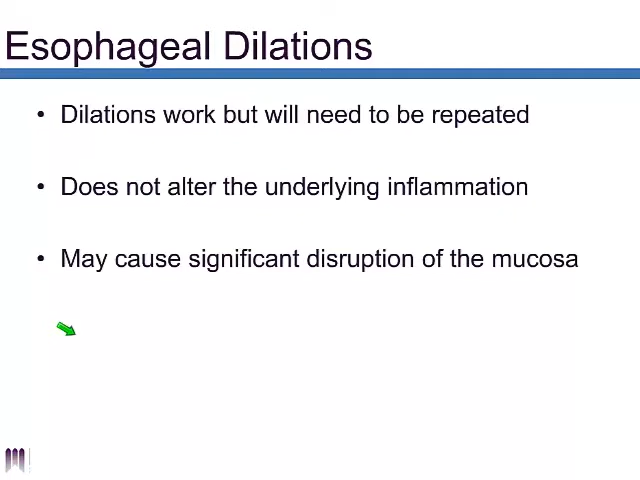 Esophageal Dilations
• Dilations work but will need to be repeated
• Does not alter the underlying inflammation
• May cause significant disruption of the mucosa